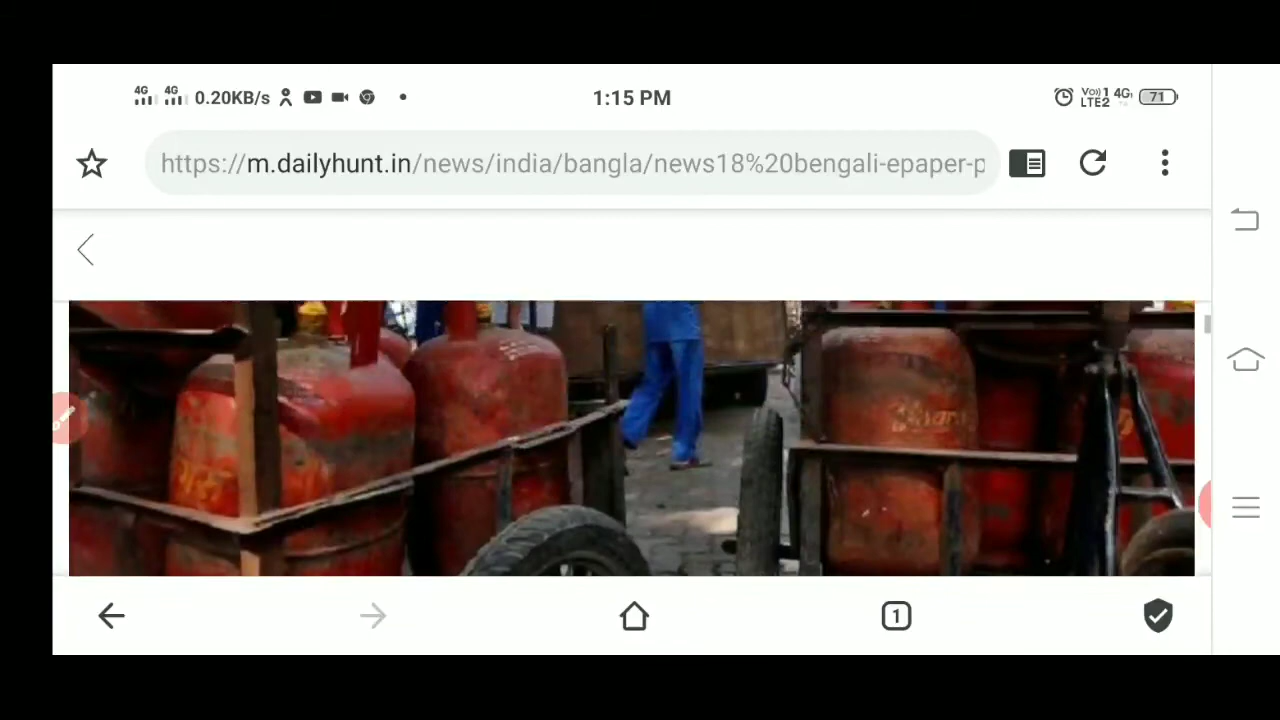 4G 4G 0.20KB/s 1:15 PM Vo)) 1 4G LTE2 71
https://m.dailyhunt.in/news/india/bangla/news18%20bengali-epaper-p
1